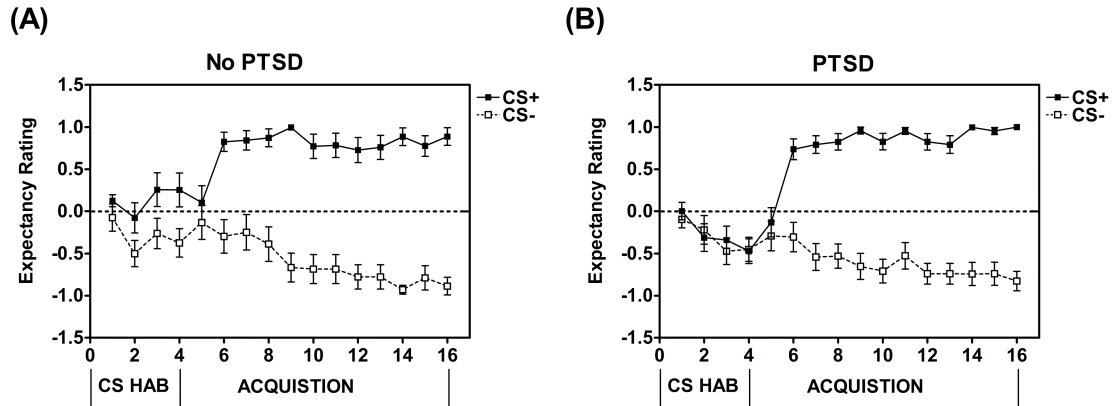 (A)
No PTSD
1.5
1.0
0.5
0.0
-0.5
-1.0
-1.5
Expectancy Rating
CS+
CS-
0 2 4 6 8 10 12 14 16
CS HAB ACQUISTION
(B)
PTSD
1.5
1.0
0.5
0.0
-0.5
-1.0
-1.5
Expectancy Rating
CS+
CS-
0 2 4 6 8 10 12 14 16
CS HAB ACQUISTION